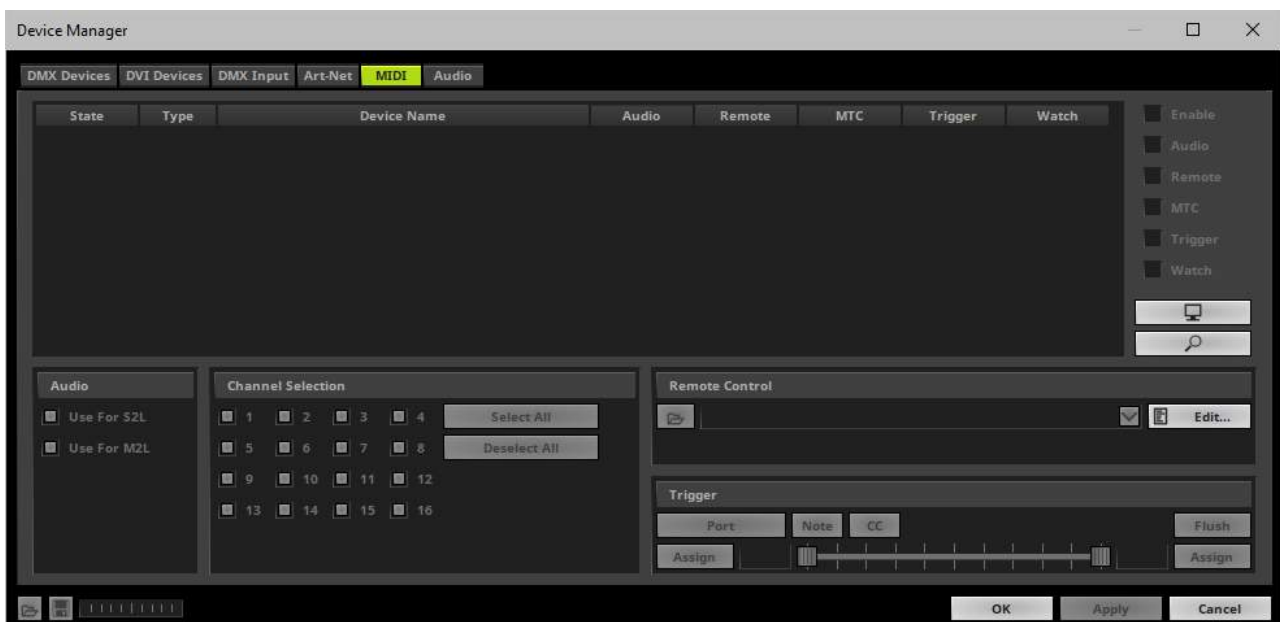 Device Manager
DMX Devices DVI Devices DMX Input Art-Net MIDI Audio
State Type Device Name Audio Remote MTC Trigger Watch
Enable
Audio
Remote
MTC
Trigger
Watch
Audio
Use For S2L
Use For M2L
Channel Selection
1 2 3 4 Select All
5 6 7 8 Deselect All
9 10 11 12
13 14 15 16
Remote Control
Edit...
Trigger
Port Note CC Flush
Assign Assign
OK Apply Cancel